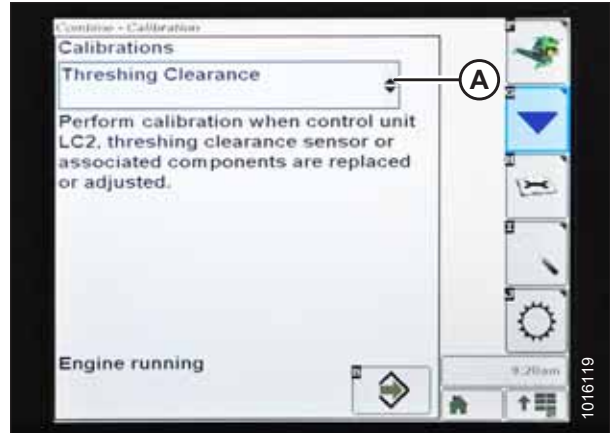 Combine - Calibration
Calibrations
Threshing Clearance
A
Perform calibration when control unit
LC2, threshing clearance sensor or
associated components are replaced
or adjusted.
Engine running
9:20am
1016119